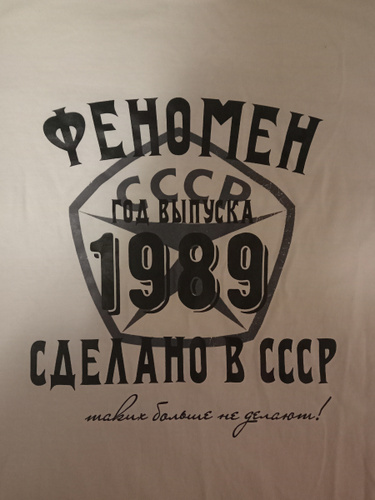 ФЕНОМЕН
СССР
ГОД ВЫПУСКА
1989
СДЕЛАНО В СССР
таких больше не делают!